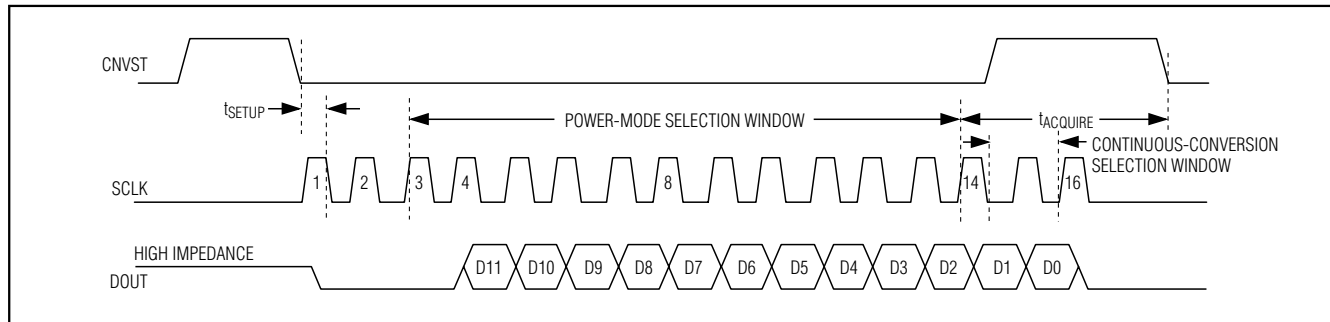 CNVST
tSETUP
POWER-MODE SELECTION WINDOW
tACQUIRE
CONTINUOUS-CONVERSION
SELECTION WINDOW
SCLK
1 2 3 4 8 14 16
HIGH IMPEDANCE
DOUT
D11 D10 D9 D8 D7 D6 D5 D4 D3 D2 D1 D0